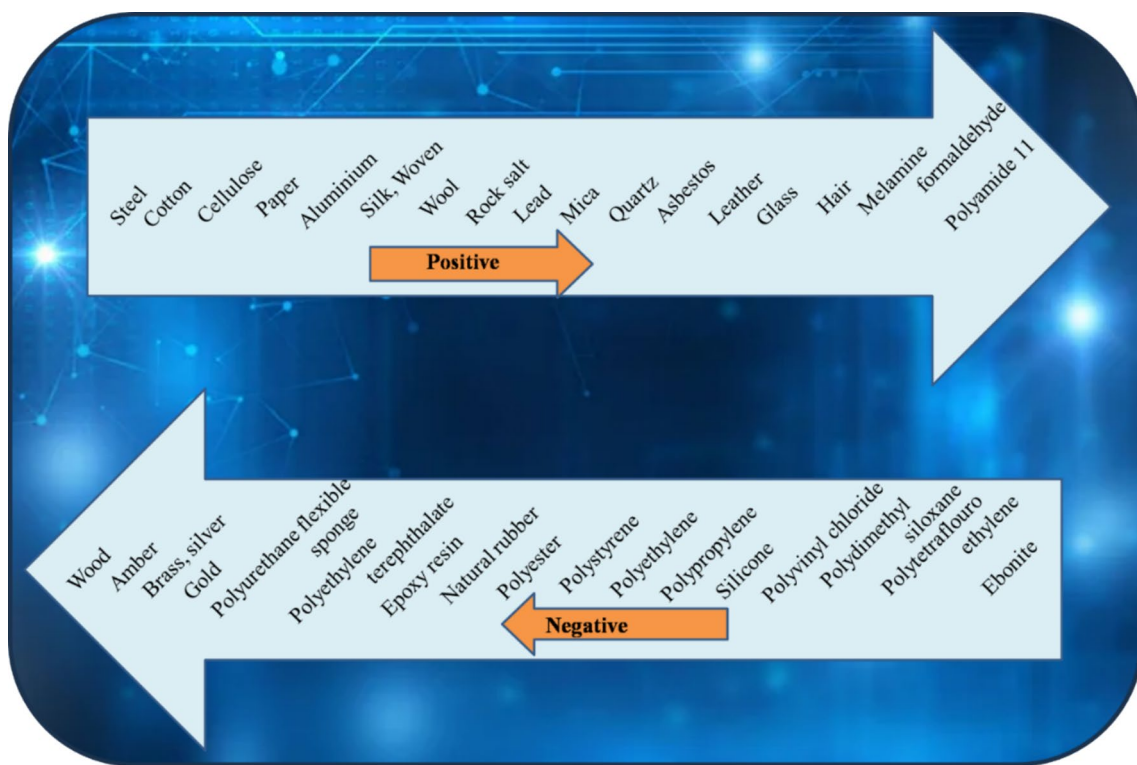 Steel
Cotton
Cellulose
Paper
Aluminium
Silk, Woven
Wool
Rock salt
Lead
Mica
Quartz
Asbestos
Leather
Glass
Hair
Melamine
formaldehyde
Polyamide 11
Positive
Wood
Amber
Brass, silver
Gold
Polyurethane flexible
sponge
Polyethylene
terephthalate
Epoxy resin
Natural rubber
Polyester
Polystyrene
Polyethylene
Polypropylene
Silicone
Polyvinyl chloride
Polydimethyl
siloxane
Polytetraflouro
ethylene
Ebonite
Negative